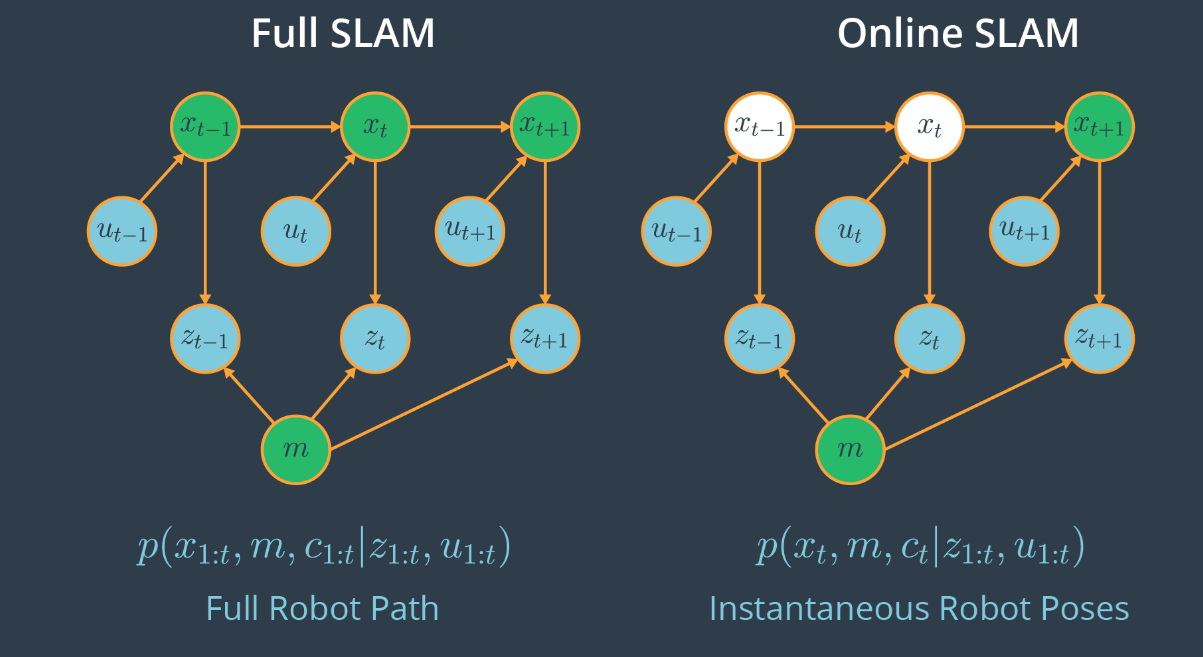 Full SLAM
Online SLAM
x_{t-1} x_t x_{t+1}
x_{t-1} x_t x_{t+1}
u_{t-1} u_t u_{t+1}
u_{t-1} u_t u_{t+1}
z_{t-1} z_t z_{t+1}
z_{t-1} z_t z_{t+1}
m
m
p(x_{1:t}, m, c_{1:t}|z_{1:t}, u_{1:t})
p(x_t, m, c_t|z_{1:t}, u_{1:t})
Full Robot Path
Instantaneous Robot Poses